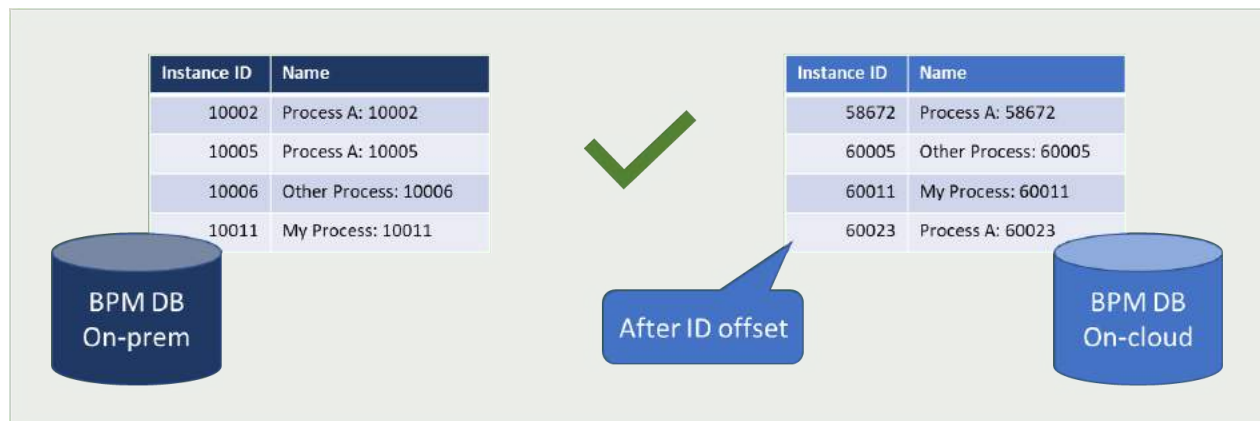 Instance ID Name
10002 Process A: 10002
10005 Process A: 10005
10006 Other Process: 10006
10011 My Process: 10011
BPM DB
On-prem
Instance ID Name
58672 Process A: 58672
60005 Other Process: 60005
60011 My Process: 60011
60023 Process A: 60023
After ID offset
BPM DB
On-cloud